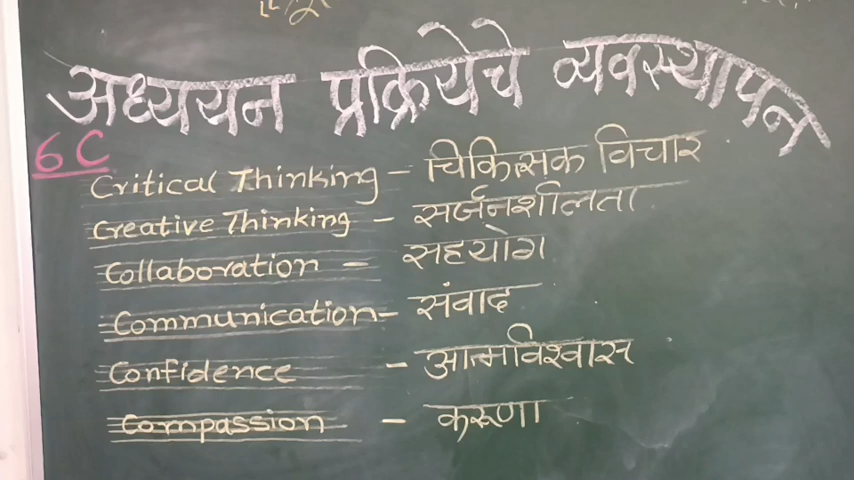 अध्ययन प्रक्रियेचे व्यवस्थापन
6 C
Critical Thinking - चिकित्सक विचार
Creative Thinking - सर्जनशीलता
Collaboration - सहयोग
Communication - संवाद
Confidence - आत्मविश्वास
Compassion - करूणा